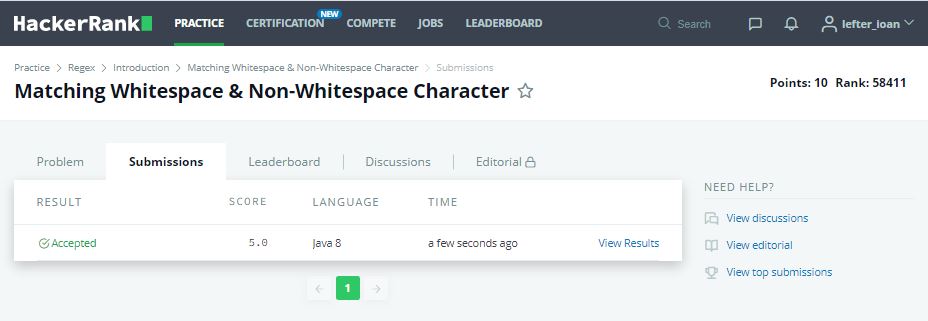 HackerRank PRACTICE CERTIFICATION NEW COMPETE JOBS LEADERBOARD Search lefter_ioan
Practice > Regex > Introduction > Matching Whitespace & Non-Whitespace Character > Submissions
Matching Whitespace & Non-Whitespace Character
Points: 10 Rank: 58411
Problem Submissions Leaderboard Discussions Editorial
RESULT SCORE LANGUAGE TIME
Accepted 5.0 Java 8 a few seconds ago View Results
1
NEED HELP?
View discussions
View editorial
View top submissions